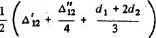 1/2 (Δ′₁₂ + Δ″₁₂/4 + (d₁ + 2d₂)/3)